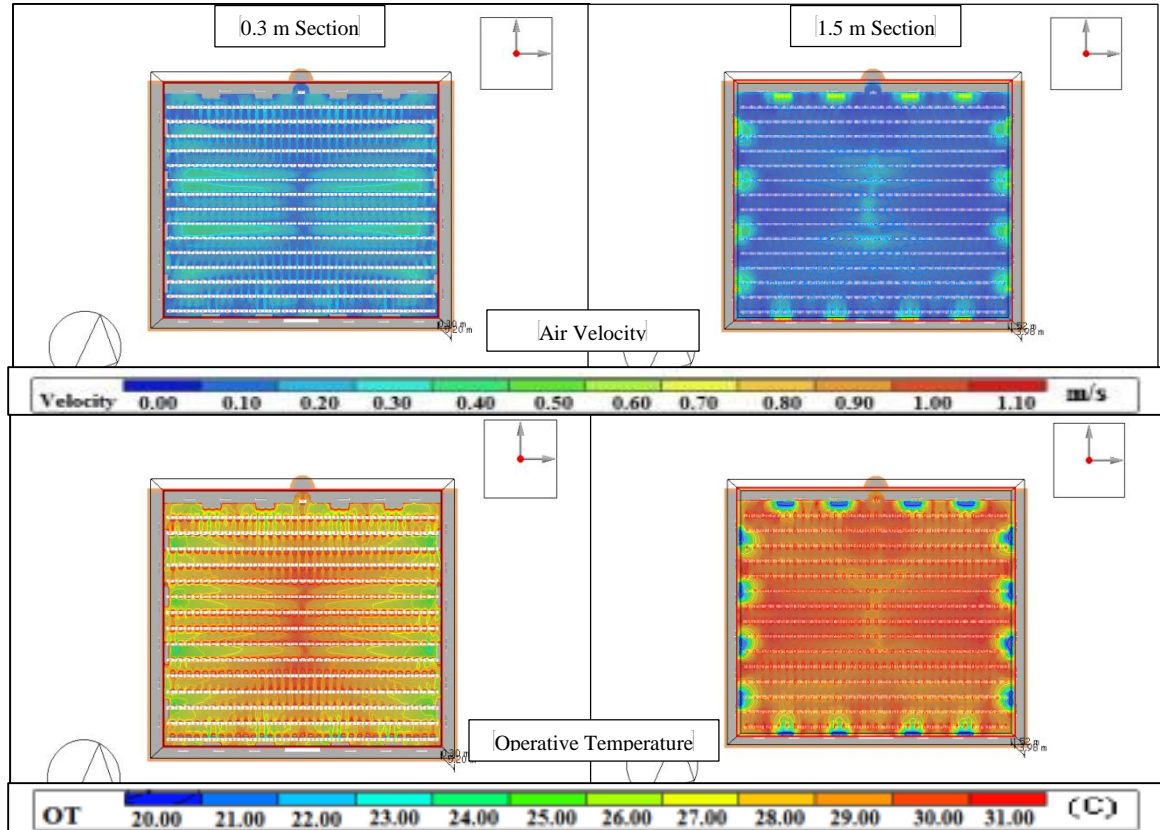 0.3 m Section
1.5 m Section
Air Velocity
Velocity 0.00 0.10 0.20 0.30 0.40 0.50 0.60 0.70 0.80 0.90 1.00 1.10 m/s
Operative Temperature
OT 20.00 21.00 22.00 23.00 24.00 25.00 26.00 27.00 28.00 29.00 30.00 31.00 (C)